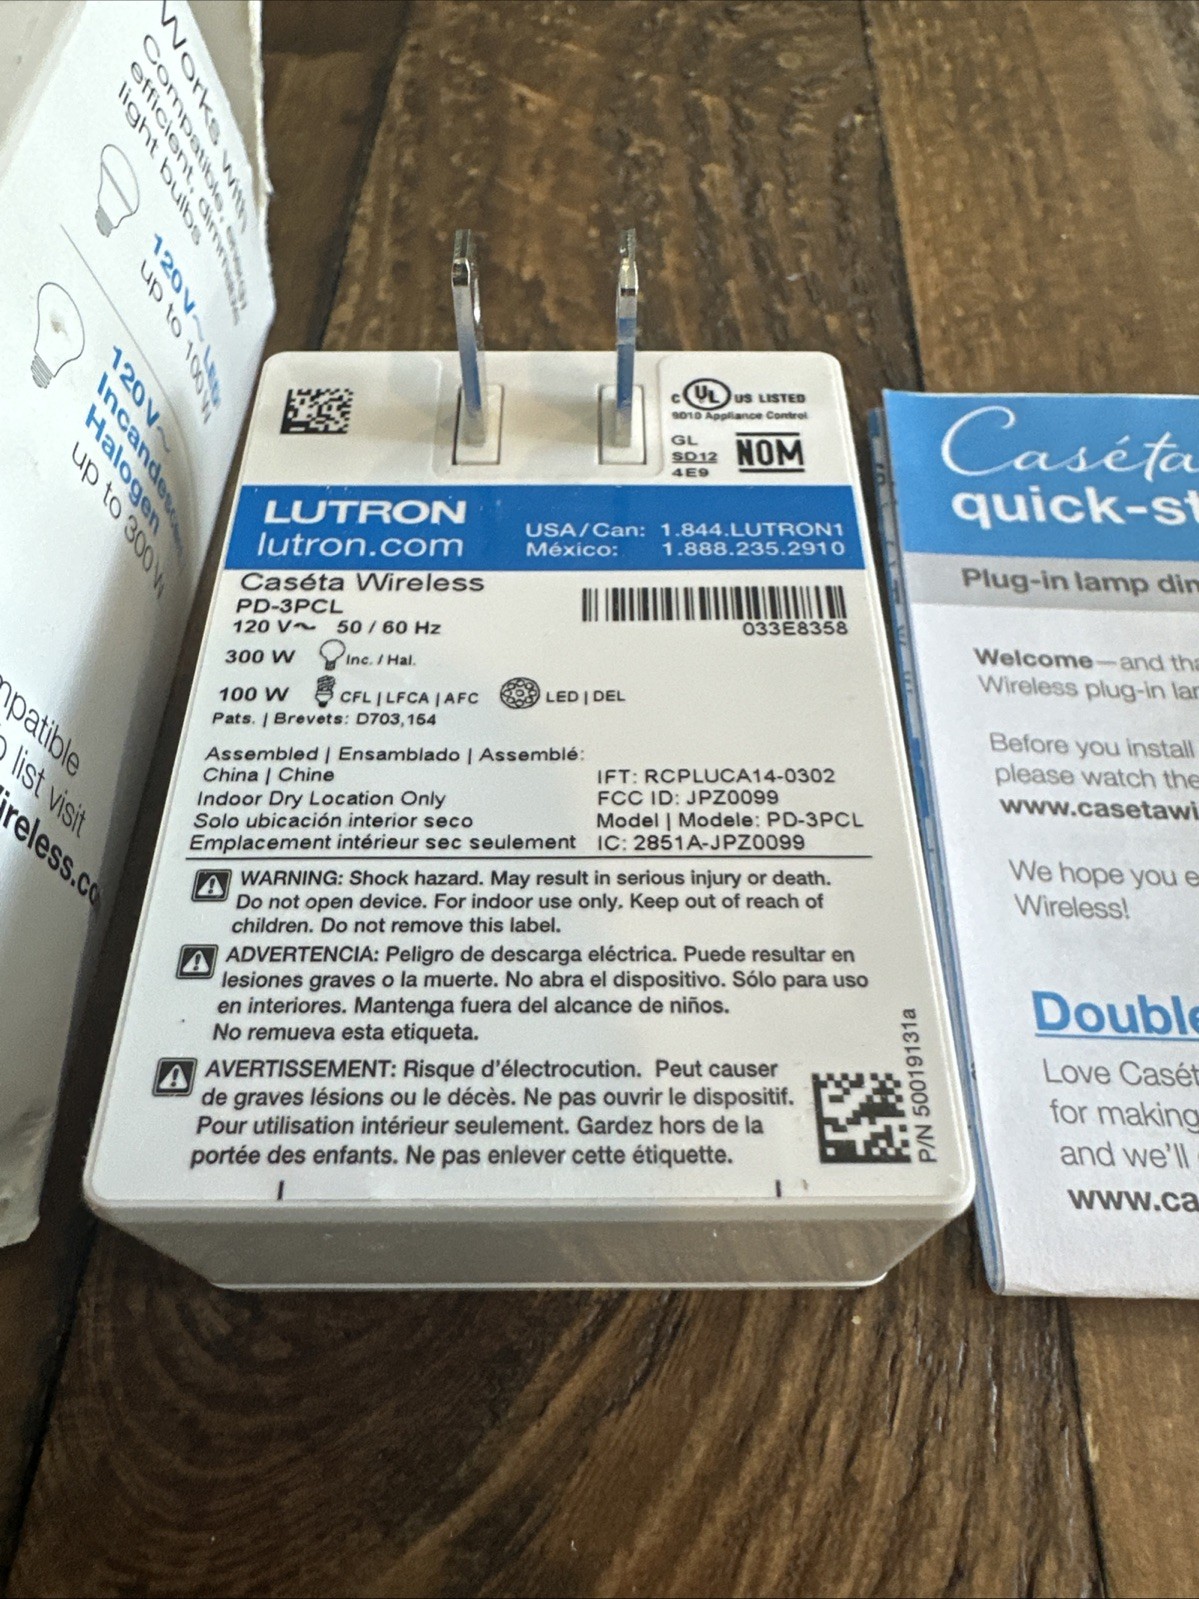 Works with
Compatible, energy
efficient, dimmable
light bulbs
120V~ LED
up to 100W
120V~
Incandescent
Halogen
up to 300W
mpatible
list visit
ireless.co
C UL US LISTED
9D10 Appliance Control
GL
SD12
4E9
NOM
LUTRON
lutron.com
USA/Can: 1.844.LUTRON1
México: 1.888.235.2910
Caséta Wireless
PD-3PCL
120 V~ 50 / 60 Hz
033E8358
300 W Inc. / Hal.
100 W CFL | LFCA | AFC LED | DEL
Pats. | Brevets: D703,154
Assembled | Ensamblado | Assemblé:
China | Chine
Indoor Dry Location Only
Solo ubicación interior seco
Emplacement intérieur sec seulement
IFT: RCPLUCA14-0302
FCC ID: JPZ0099
Model | Modele: PD-3PCL
IC: 2851A-JPZ0099
WARNING: Shock hazard. May result in serious injury or death.
Do not open device. For indoor use only. Keep out of reach of
children. Do not remove this label.
ADVERTENCIA: Peligro de descarga eléctrica. Puede resultar en
lesiones graves o la muerte. No abra el dispositivo. Sólo para uso
en interiores. Mantenga fuera del alcance de niños.
No remueva esta etiqueta.
AVERTISSEMENT: Risque d'électrocution. Peut causer
de graves lésions ou le décès. Ne pas ouvrir le dispositif.
Pour utilisation intérieur seulement. Gardez hors de la
portée des enfants. Ne pas enlever cette étiquette.
P/N 50019131a
Caséta
quick-st
Plug-in lamp dim
Welcome—and tha
Wireless plug-in lar
Before you install
please watch the
www.casetawi
We hope you e
Wireless!
Double
Love Casét
for making
and we'll
www.ca